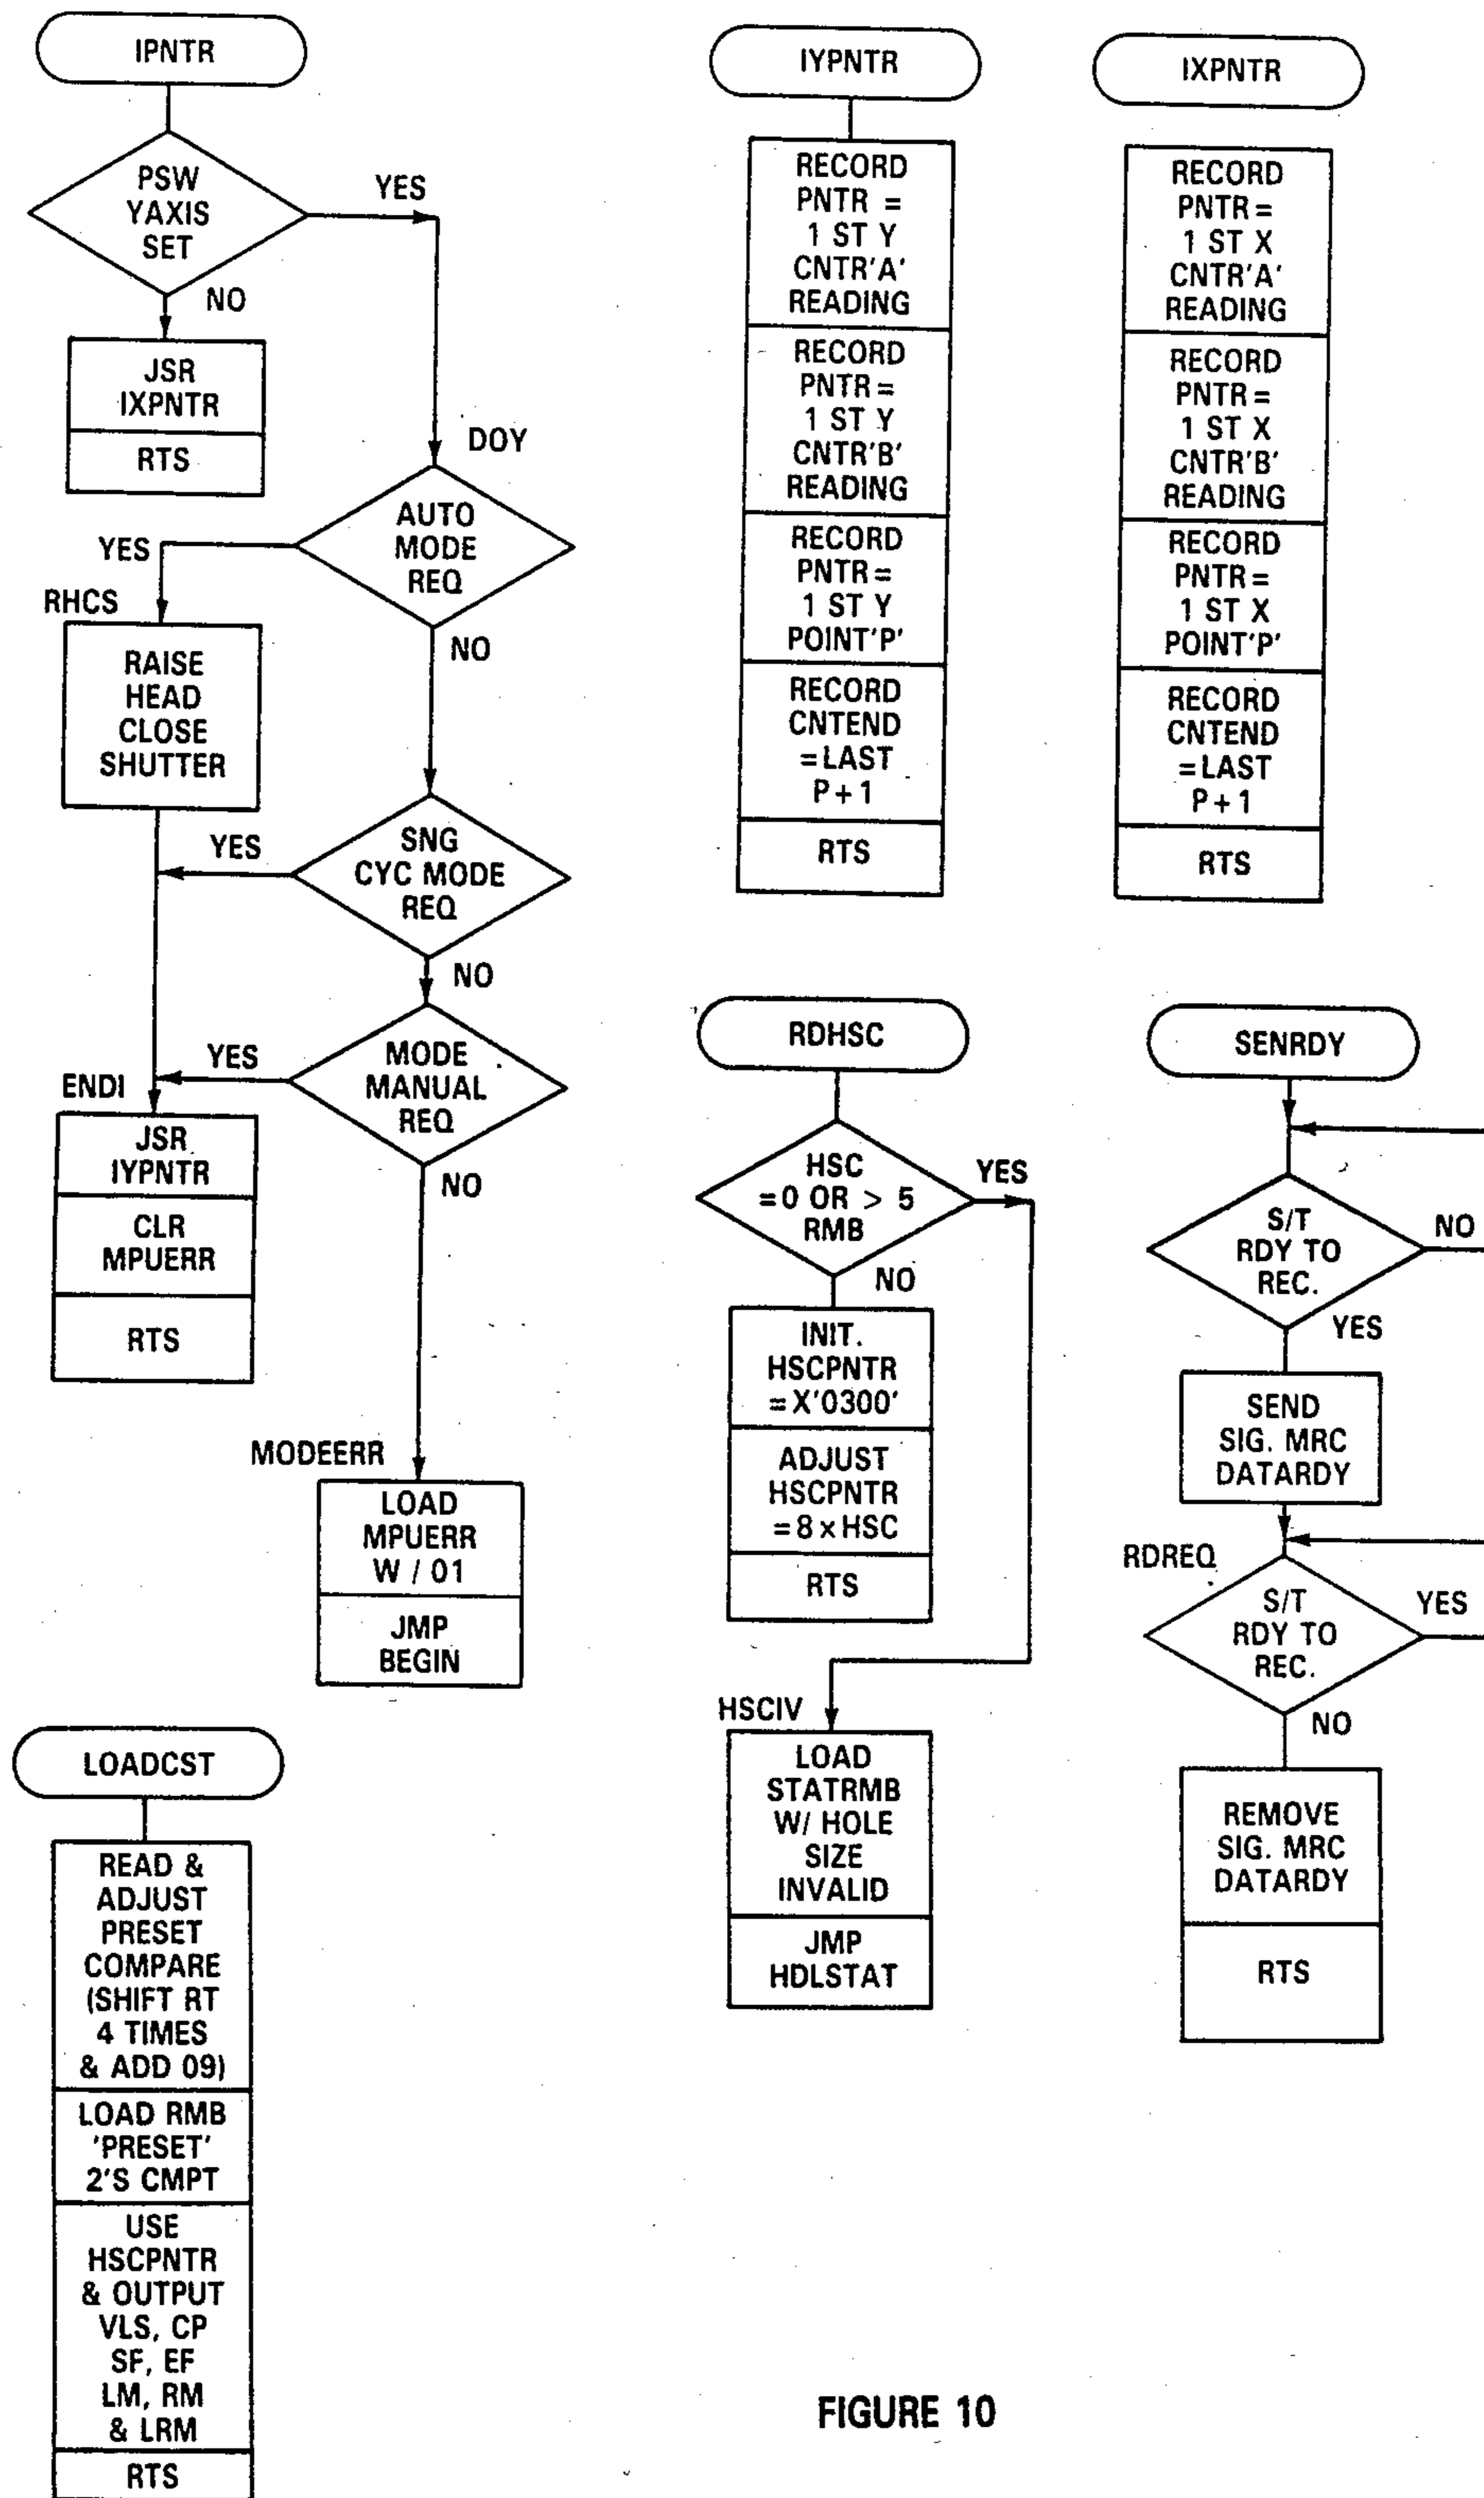 IPNTR
PSW
YAXIS
SET
YES
NO
JSR
IXPNTR
RTS
DOY
AUTO
MODE
REQ
YES
NO
RHCS
RAISE
HEAD
CLOSE
SHUTTER
SNG
CYC MODE
REQ
YES
NO
MODE
MANUAL
REQ
YES
NO
ENDI
JSR
IYPNTR
CLR
MPUERR
RTS
MODEERR
LOAD
MPUERR
W / 01
JMP
BEGIN
IYPNTR
RECORD
PNTR =
1 ST Y
CNTR'A'
READING
RECORD
PNTR =
1 ST Y
CNTR'B'
READING
RECORD
PNTR =
1 ST Y
POINT'P'
RECORD
CNTEND
=LAST
P+1
RTS
IXPNTR
RECORD
PNTR =
1 ST X
CNTR'A'
READING
RECORD
PNTR =
1 ST X
CNTR'B'
READING
RECORD
PNTR =
1 ST X
POINT'P'
RECORD
CNTEND
=LAST
P+1
RTS
RDHSC
HSC
=0 OR > 5
RMB
YES
NO
INIT.
HSCPNTR
=X'0300'
ADJUST
HSCPNTR
=8xHSC
RTS
HSCIV
LOAD
STATRMB
W/ HOLE
SIZE
INVALID
JMP
HDLSTAT
SENRDY
S/T
RDY TO
REC.
NO
YES
SEND
SIG. MRC
DATARDY
RDREQ
S/T
RDY TO
REC.
YES
NO
REMOVE
SIG. MRC
DATARDY
RTS
LOADCST
READ &
ADJUST
PRESET
COMPARE
(SHIFT RT
4 TIMES
& ADD 09)
LOAD RMB
'PRESET'
2'S CMPT
USE
HSCPNTR
& OUTPUT
VLS, CP
SF, EF
LM, RM
& LRM
RTS
FIGURE 10